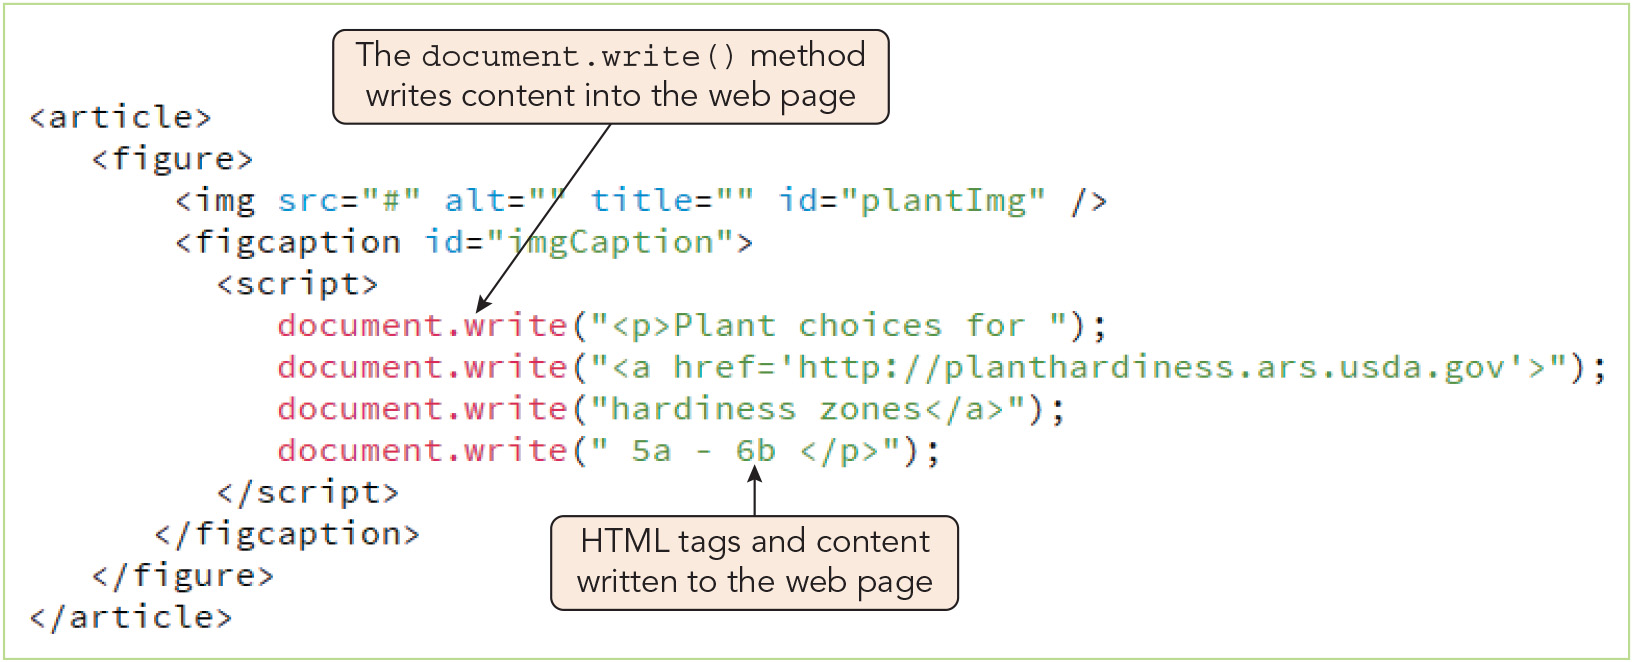 The document.write() method
writes content into the web page
<article>
<figure>
<img src="#" alt="" title="" id="plantImg" />
<figcaption id="imgCaption">
<script>
document.write("<p>Plant choices for ");
document.write("<a href='http://planthardiness.ars.usda.gov'>");
document.write("hardiness zones</a>");
document.write(" 5a - 6b </p>");
</script>
</figcaption>
</figure>
</article>
HTML tags and content
written to the web page